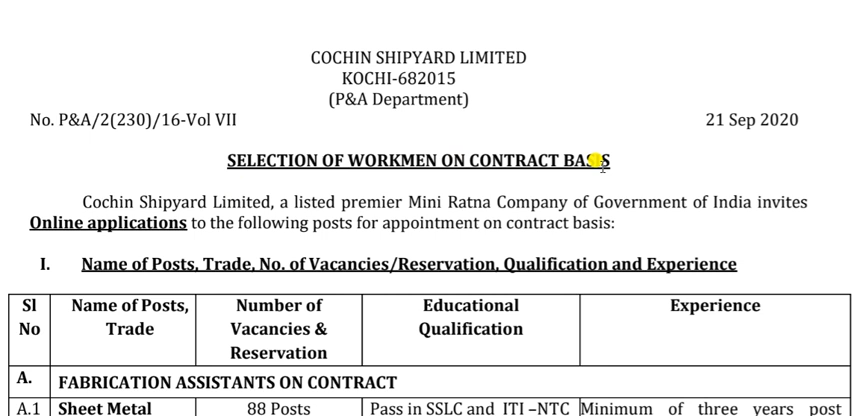 COCHIN SHIPYARD LIMITED
KOCHI-682015
(P&A Department)
No. P&A/2(230)/16-Vol VII 21 Sep 2020
SELECTION OF WORKMEN ON CONTRACT BASIS
Cochin Shipyard Limited, a listed premier Mini Ratna Company of Government of India invites
Online applications to the following posts for appointment on contract basis:
I. Name of Posts, Trade, No. of Vacancies/Reservation, Qualification and Experience
Sl Name of Posts, Number of Educational Experience
No Trade Vacancies & Qualification
Reservation
A. FABRICATION ASSISTANTS ON CONTRACT
A.1 Sheet Metal 88 Posts Pass in SSLC and ITI –NTC Minimum of three years post